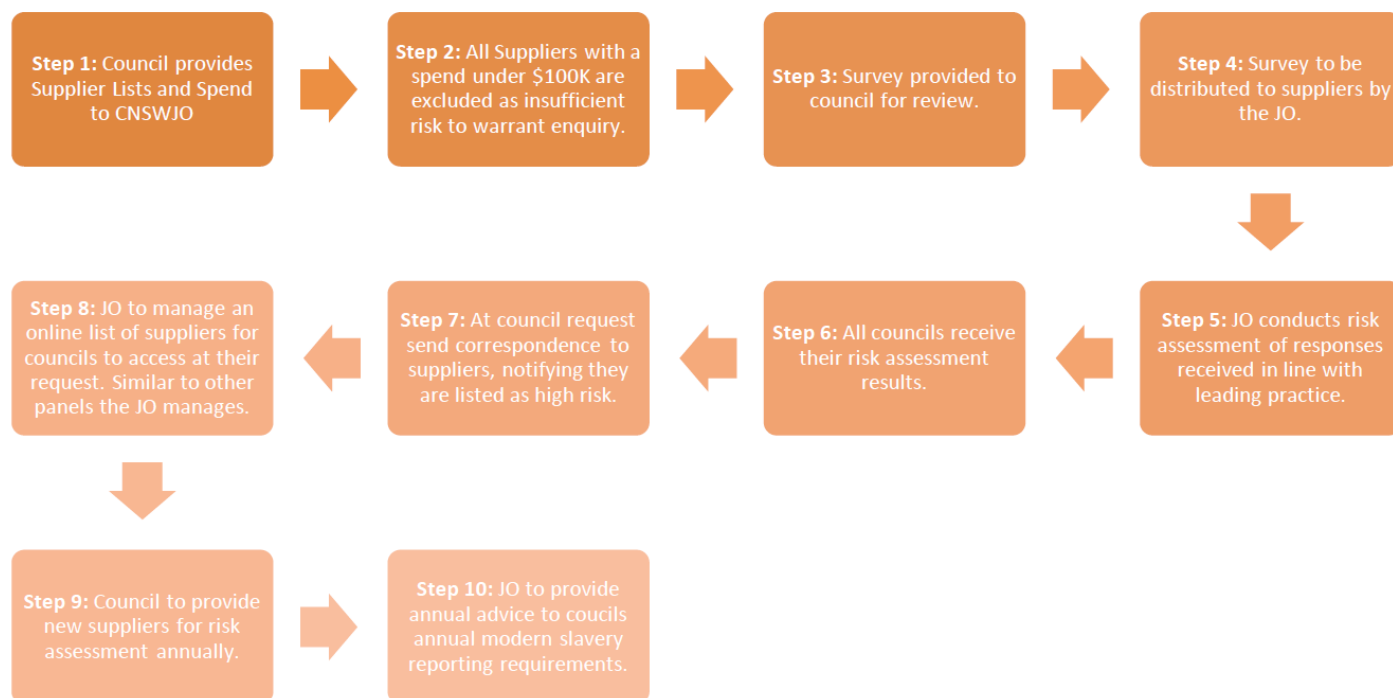 Step 1: Council provides
Supplier Lists and Spend
to CNSWJO
Step 2: All Suppliers with a
spend under $100K are
excluded as insufficient
risk to warrant enquiry.
Step 3: Survey provided to
council for review.
Step 4: Survey to be
distributed to suppliers by
the JO.
Step 5: JO conducts risk
assessment of responses
received in line with
leading practice.
Step 6: All councils receive
their risk assessment
results.
Step 7: At council request
send correspondence to
suppliers, notifying they
are listed as high risk.
Step 8: JO to manage an
online list of suppliers for
councils to access at their
request. Similar to other
panels the JO manages.
Step 9: Council to provide
new suppliers for risk
assessment annually.
Step 10: JO to provide
annual advice to coucils
annual modern slavery
reporting requirements.